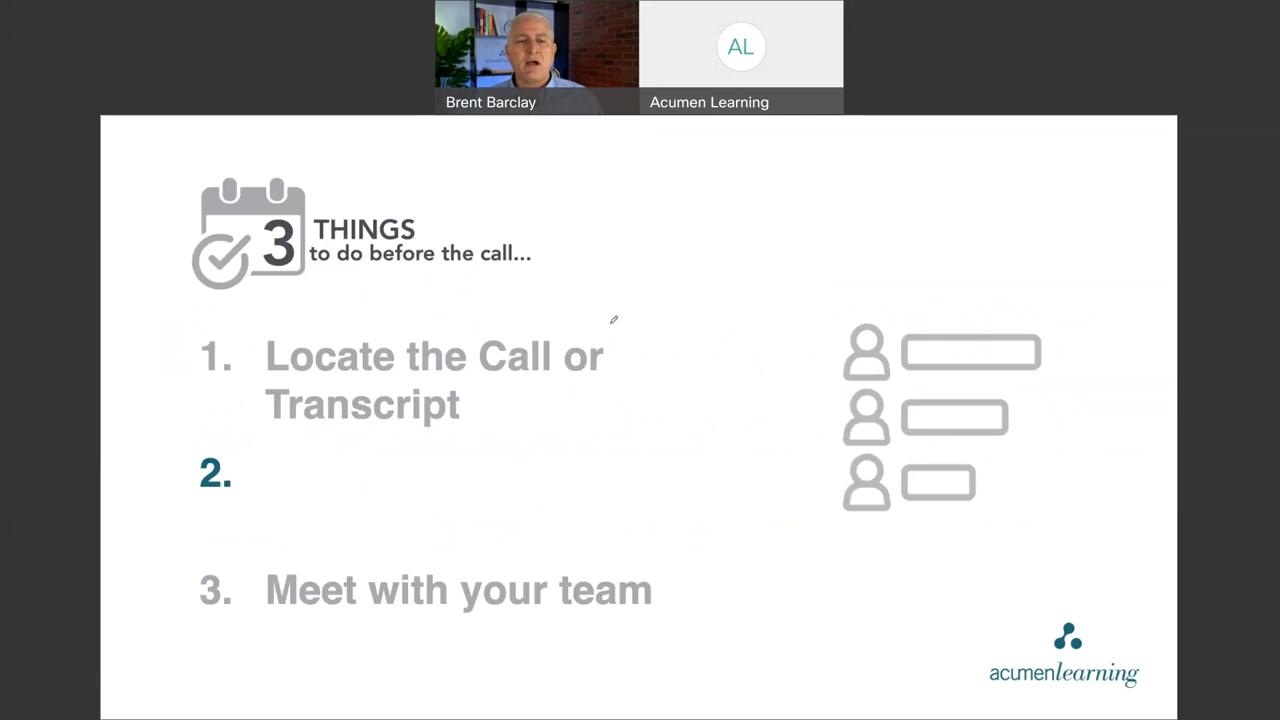 AL
Brent Barclay
Acumen Learning
3 THINGS
to do before the call...
1. Locate the Call or
Transcript
2.
3. Meet with your team
acumenlearning